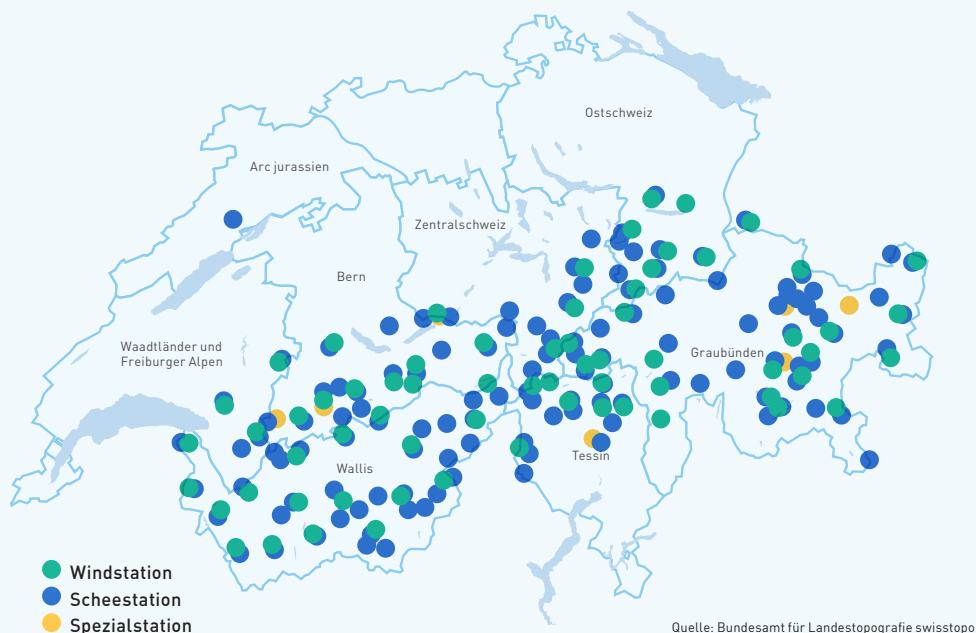 Ostschweiz
Arc jurassien
Zentralschweiz
Bern
Waadtländer und
Freiburger Alpen
Graubünden
Tessin
Wallis
Windstation
Scheestation
Spezialstation
Quelle: Bundesamt für Landestopografie swisstopo